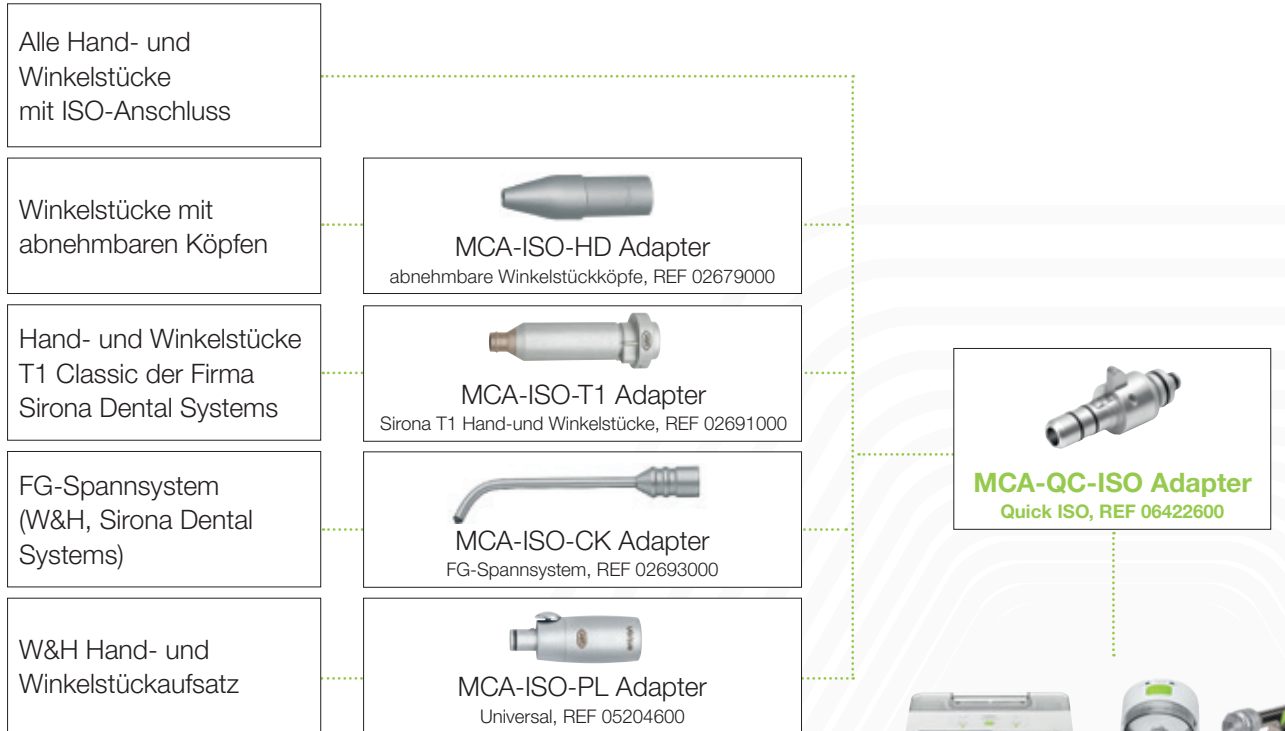 Alle Hand- und
Winkelstücke
mit ISO-Anschluss
Winkelstücke mit
abnehmbaren Köpfen
MCA-ISO-HD Adapter
abnehmbare Winkelstückköpfe, REF 02679000
Hand- und Winkelstücke
T1 Classic der Firma
Sirona Dental Systems
MCA-ISO-T1 Adapter
Sirona T1 Hand-und Winkelstücke, REF 02691000
FG-Spannsystem
(W&H, Sirona Dental
Systems)
MCA-ISO-CK Adapter
FG-Spannsystem, REF 02693000
W&H Hand- und
Winkelstückaufsatz
MCA-ISO-PL Adapter
Universal, REF 05204600
MCA-QC-ISO Adapter
Quick ISO, REF 06422600